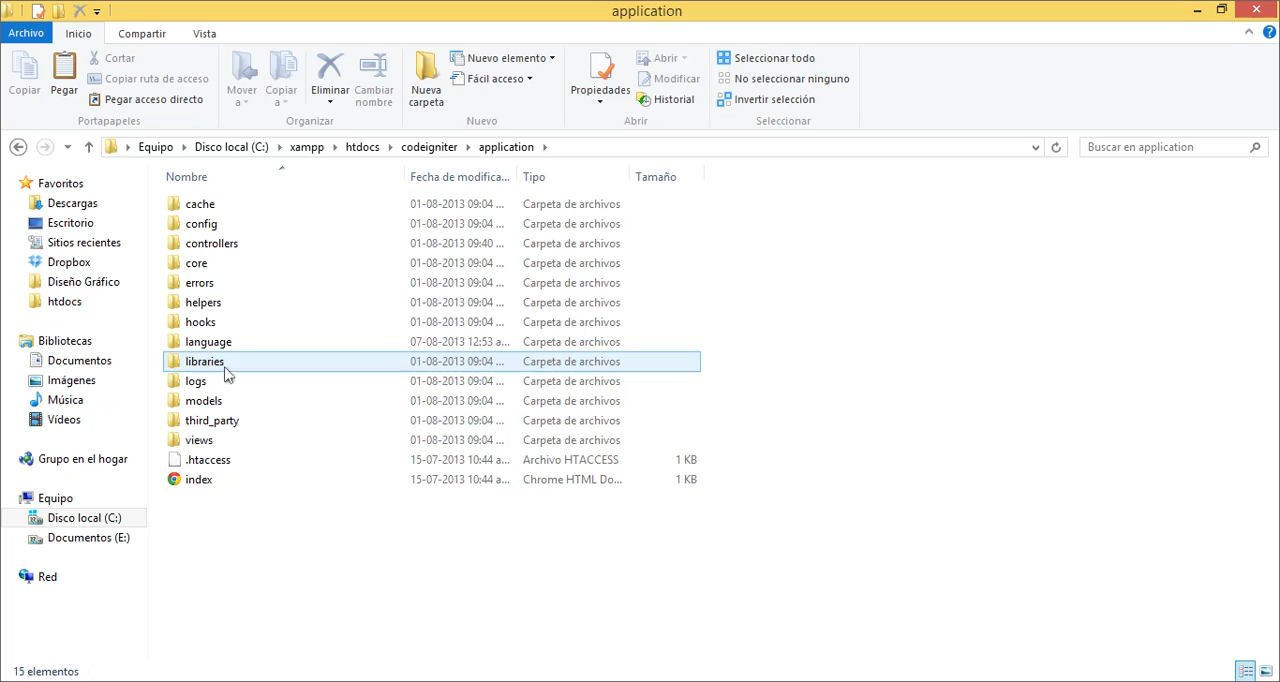 application
Archivo
Inicio
Compartir
Vista
Copiar
Pegar
Cortar
Copiar ruta de acceso
Pegar acceso directo
Portapapeles
Mover a
Copiar a
Eliminar
Cambiar nombre
Organizar
Nueva carpeta
Nuevo elemento
Fácil acceso
Nuevo
Propiedades
Abrir
Modificar
Historial
Abrir
Seleccionar todo
No seleccionar ninguno
Invertir selección
Seleccionar
Equipo
Disco local (C:)
xampp
htdocs
codeigniter
application
Buscar en application
Favoritos
Descargas
Escritorio
Sitios recientes
Dropbox
Diseño Gráfico
htdocs
Bibliotecas
Documentos
Imágenes
Música
Vídeos
Grupo en el hogar
Equipo
Disco local (C:)
Documentos (E:)
Red
Nombre Fecha de modifica... Tipo Tamaño
cache 01-08-2013 09:04 ... Carpeta de archivos
config 01-08-2013 09:04 ... Carpeta de archivos
controllers 01-08-2013 09:40 ... Carpeta de archivos
core 01-08-2013 09:04 ... Carpeta de archivos
errors 01-08-2013 09:04 ... Carpeta de archivos
helpers 01-08-2013 09:04 ... Carpeta de archivos
hooks 01-08-2013 09:04 ... Carpeta de archivos
language 07-08-2013 12:53 a... Carpeta de archivos
libraries 01-08-2013 09:04 ... Carpeta de archivos
logs 01-08-2013 09:04 ... Carpeta de archivos
models 01-08-2013 09:04 ... Carpeta de archivos
third_party 01-08-2013 09:04 ... Carpeta de archivos
views 01-08-2013 09:04 ... Carpeta de archivos
.htaccess 15-07-2013 10:44 a... Archivo HTACCESS 1 KB
index 15-07-2013 10:44 a... Chrome HTML Do... 1 KB
15 elementos